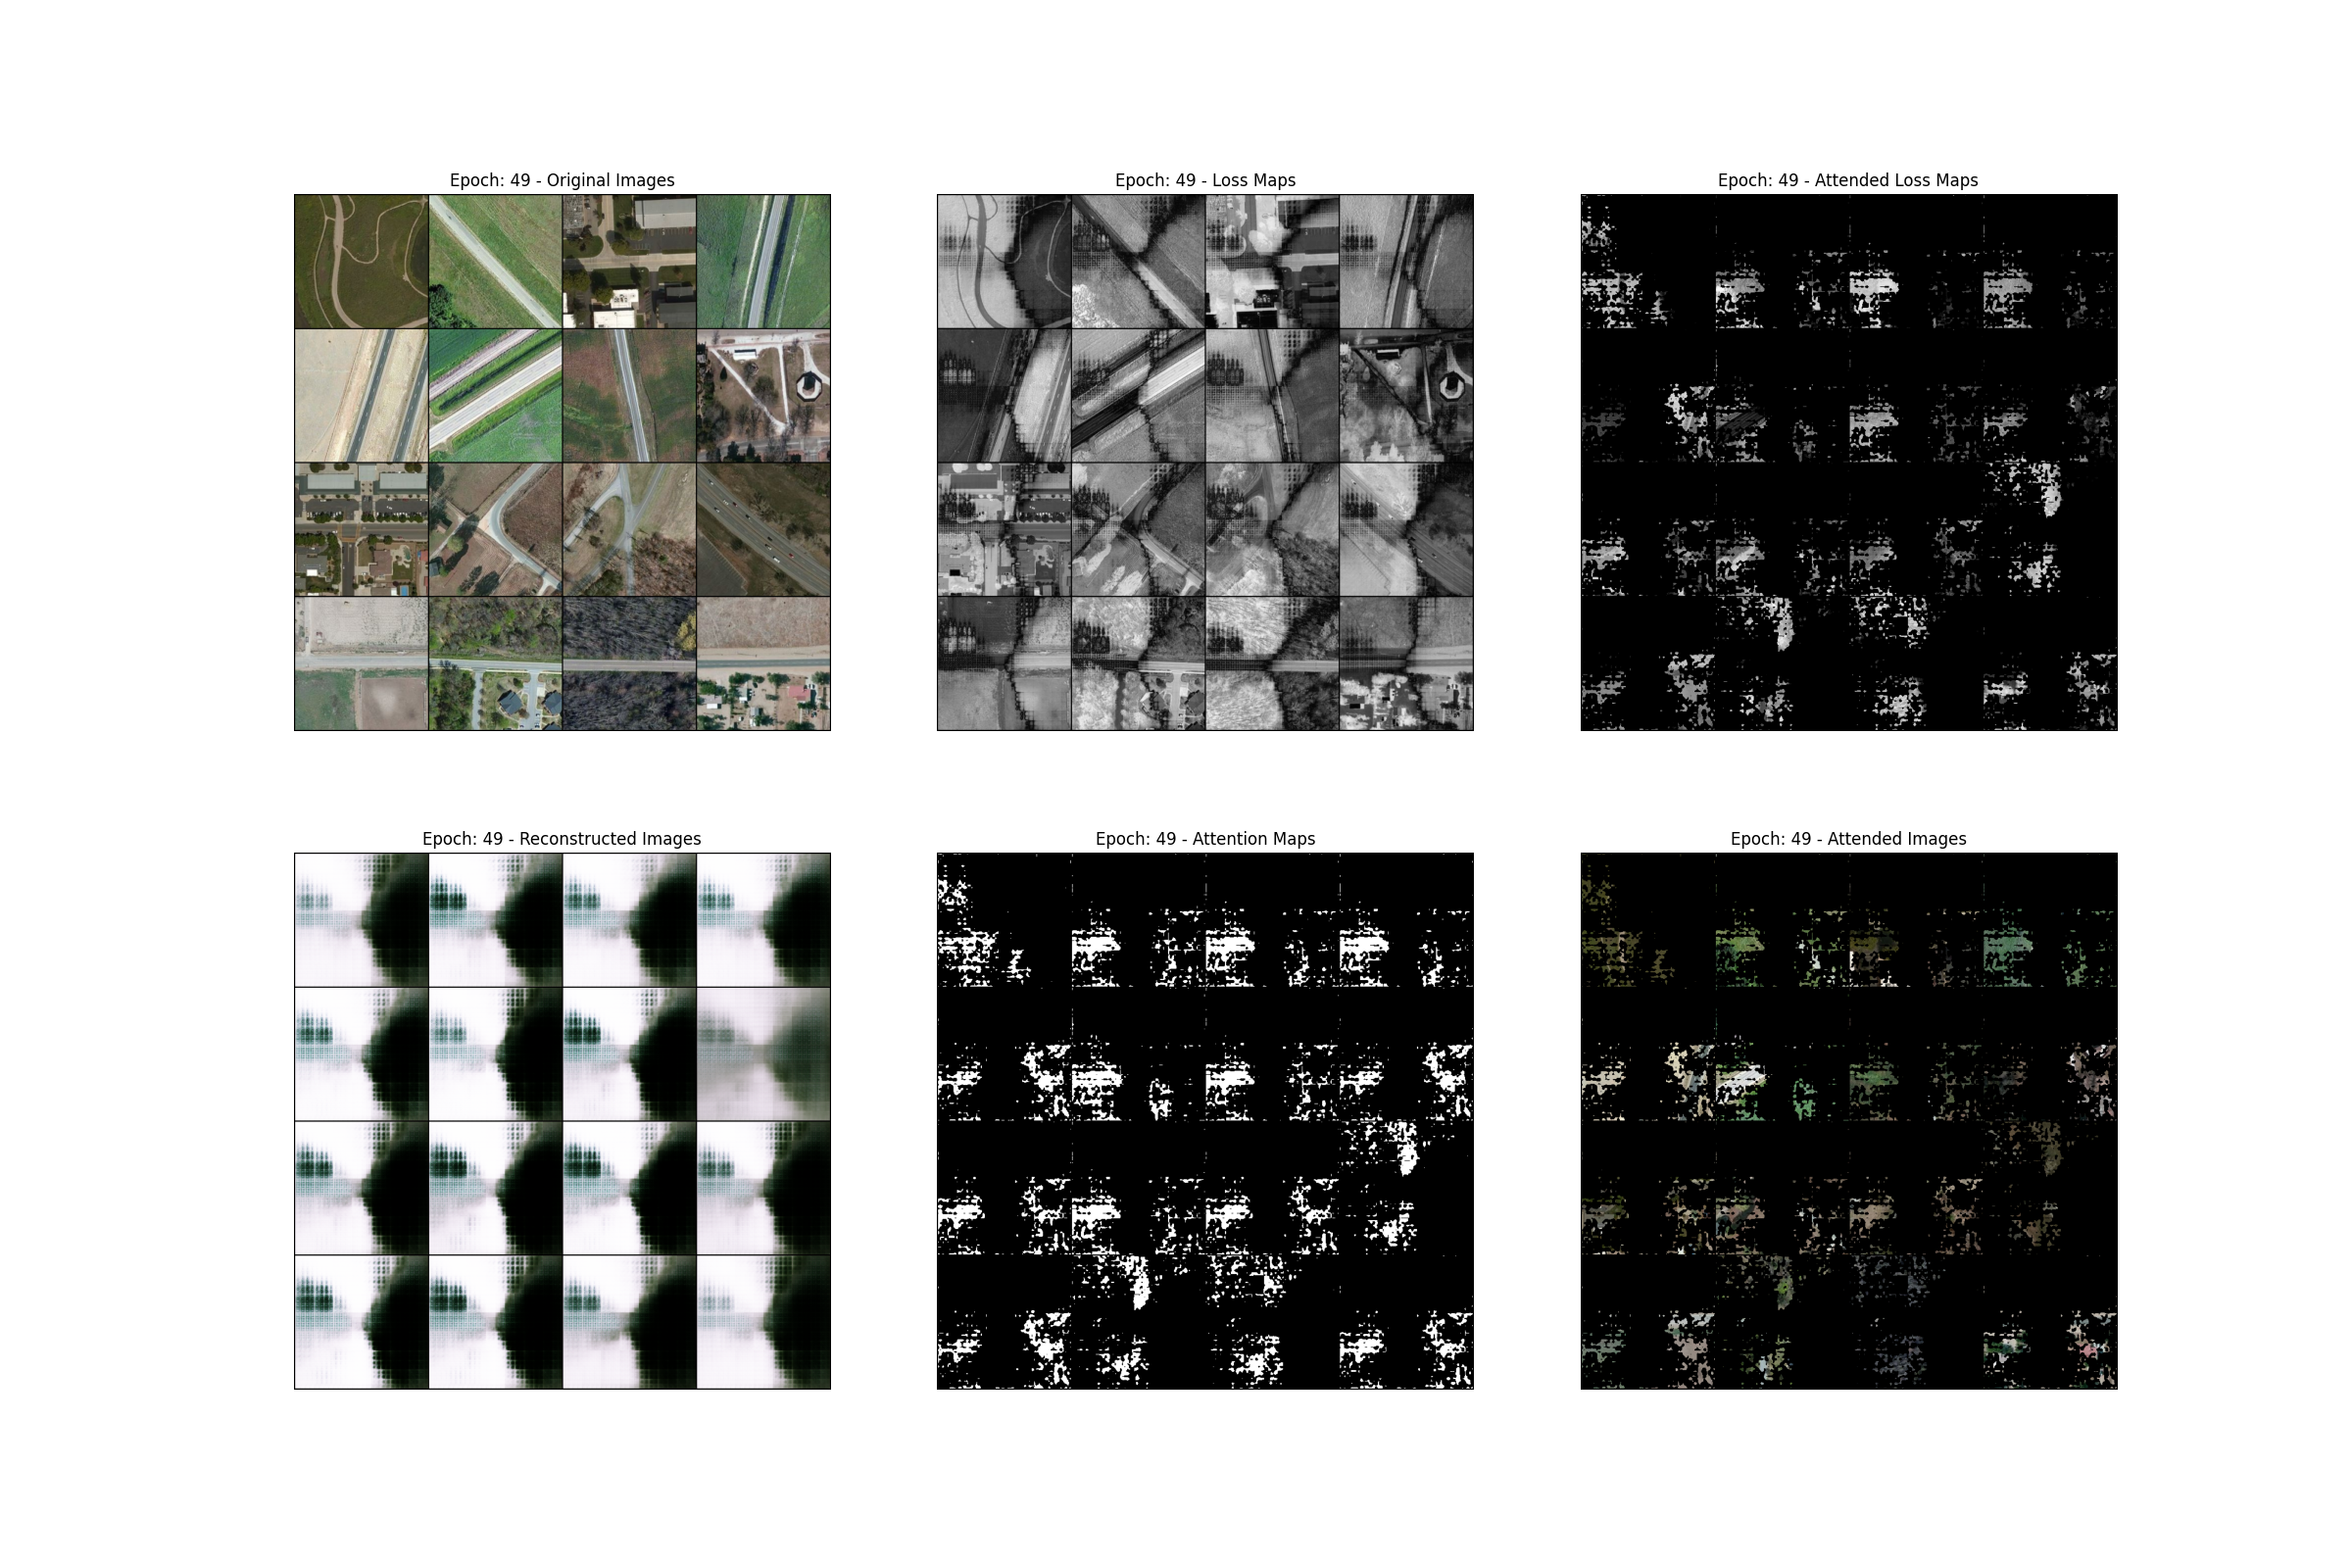 Epoch: 49 - Original Images
Epoch: 49 - Loss Maps
Epoch: 49 - Attended Loss Maps
Epoch: 49 - Reconstructed Images
Epoch: 49 - Attention Maps
Epoch: 49 - Attended Images